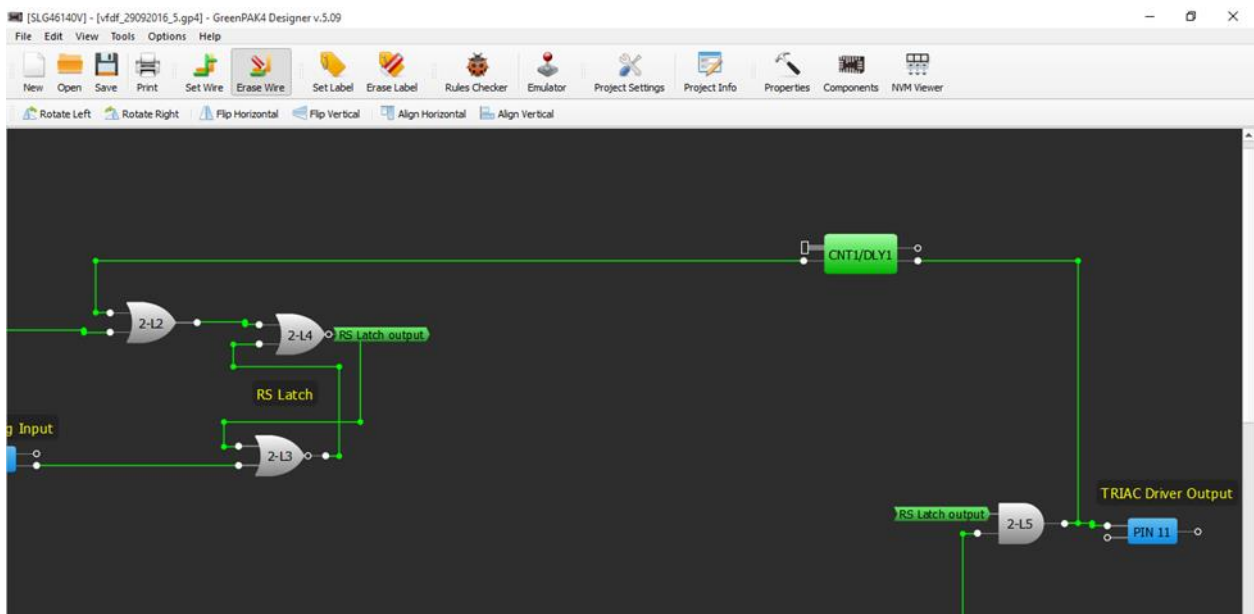 [SLG46140V] - [vfdf_29092016_5.gp4] - GreenPAK4 Designer v.5.09
File Edit View Tools Options Help
New Open Save Print Set Wire Erase Wire Set Label Erase Label Rules Checker Emulator Project Settings Project Info Properties Components NVM Viewer
Rotate Left Rotate Right Flip Horizontal Flip Vertical Align Horizontal Align Vertical
CNT1/DLY1
2-L2
2-L4
RS Latch output
RS Latch
g Input
2-L3
TRIAC Driver Output
RS Latch output
2-L5
PIN 11